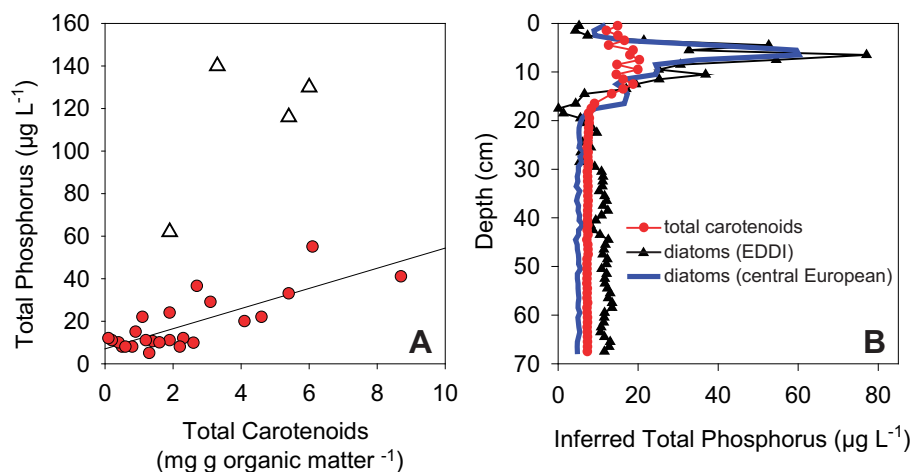 160
140
120
100
80
60
40
20
0
Total Phosphorus (µg L-1)
0 2 4 6 8 10
Total Carotenoids
(mg g organic matter -1)
A
0
10
20
30
40
50
60
70
Depth (cm)
total carotenoids
diatoms (EDDI)
diatoms (central European)
B
0 20 40 60 80
Inferred Total Phosphorus (µg L-1)